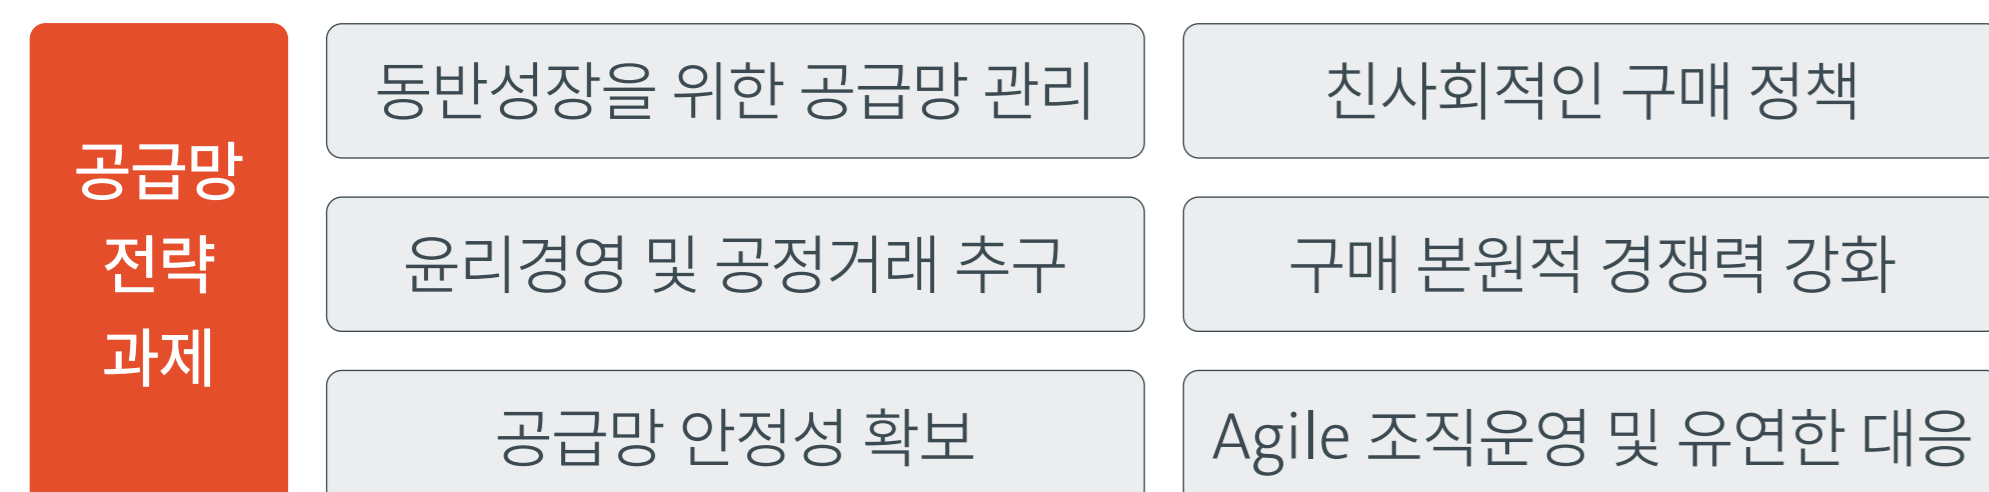 공급망
전략
과제
동반성장을 위한 공급망 관리
친사회적인 구매 정책
윤리경영 및 공정거래 추구
구매 본원적 경쟁력 강화
공급망 안정성 확보
Agile 조직운영 및 유연한 대응